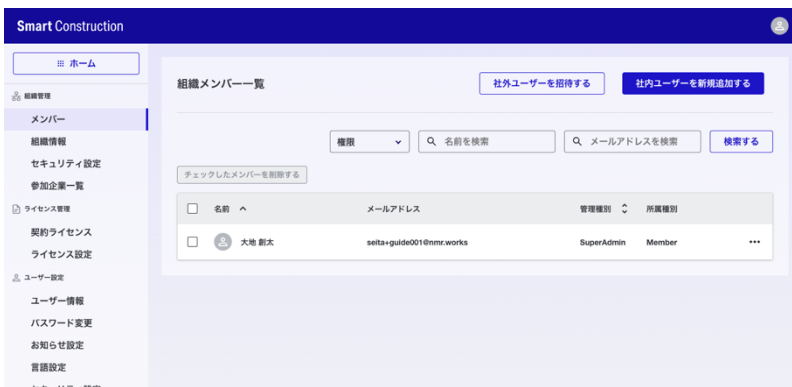 Smart Construction
ホーム
組織管理
メンバー
組織情報
セキュリティ設定
参加企業一覧
ライセンス管理
契約ライセンス
ライセンス設定
ユーザー設定
ユーザー情報
パスワード変更
お知らせ設定
言語設定
組織メンバー一覧
社外ユーザーを招待する
社内ユーザーを新規追加する
権限
名前を検索
メールアドレスを検索
検索する
チェックしたメンバーを削除する
名前 メールアドレス 管理種別 所属種別
大地 創太 seita+guide001@nmr.works SuperAdmin Member